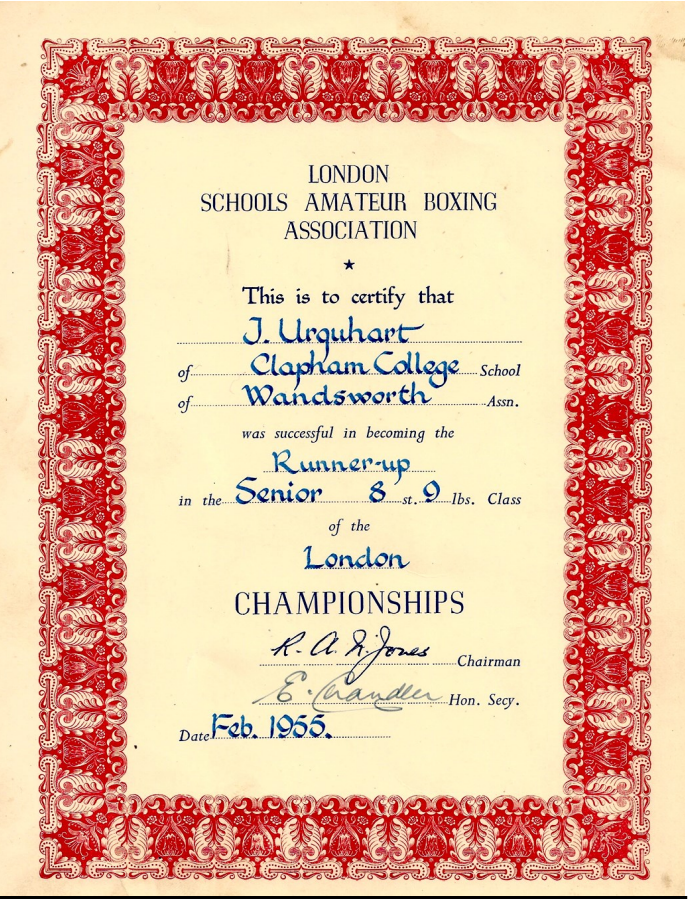 LONDON
SCHOOLS AMATEUR BOXING
ASSOCIATION
This is to certify that
J. Urquhart
of Clapham College School
of Wandsworth Assn.
was successful in becoming the
Runner-up
in the Senior 8 st. 9 lbs. Class
of the
London
CHAMPIONSHIPS
R. A. N. Jones Chairman
E. Chandler Hon. Secy.
Date Feb. 1955.